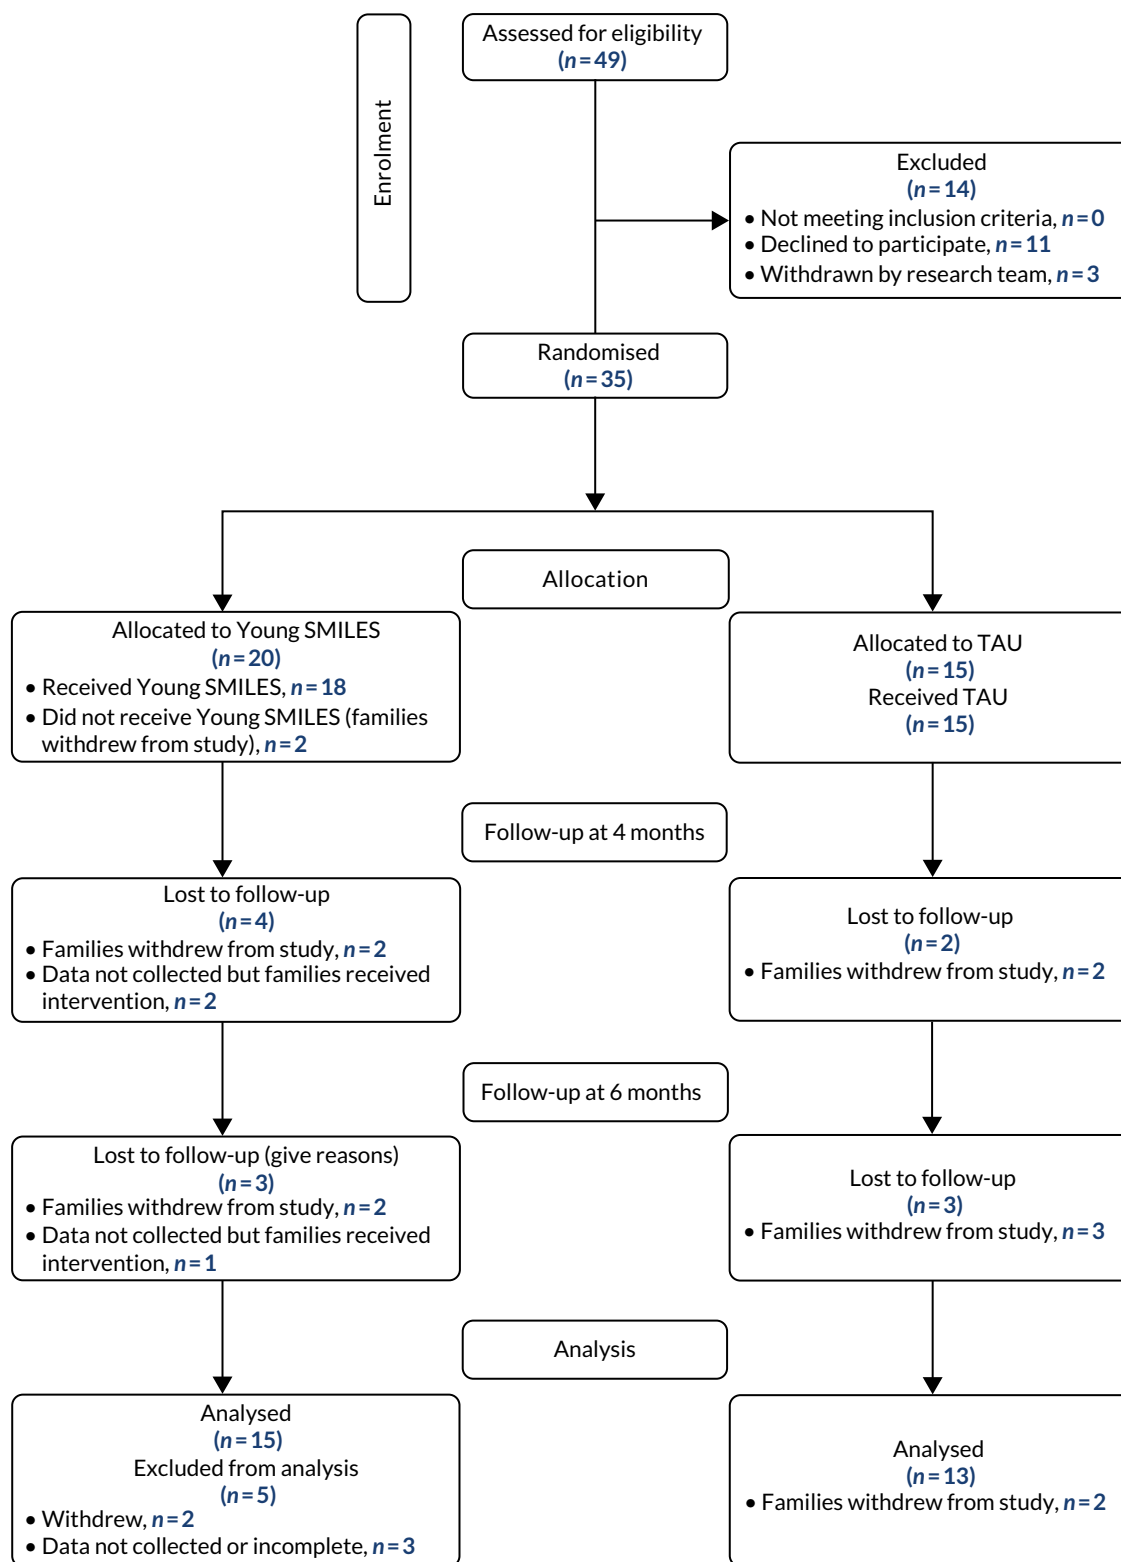 Enrolment
Assessed for eligibility
(n=49)
Excluded
(n=14)
• Not meeting inclusion criteria, n=0
• Declined to participate, n=11
• Withdrawn by research team, n=3
Randomised
(n=35)
Allocation
Allocated to Young SMILES
(n=20)
• Received Young SMILES, n=18
• Did not receive Young SMILES (families
withdrew from study), n=2
Allocated to TAU
(n=15)
Received TAU
(n=15)
Follow-up at 4 months
Lost to follow-up
(n=4)
• Families withdrew from study, n=2
• Data not collected but families received
intervention, n=2
Lost to follow-up
(n=2)
• Families withdrew from study, n=2
Follow-up at 6 months
Lost to follow-up (give reasons)
(n=3)
• Families withdrew from study, n=2
• Data not collected but families received
intervention, n=1
Lost to follow-up
(n=3)
• Families withdrew from study, n=3
Analysis
Analysed
(n=15)
Excluded from analysis
(n=5)
• Withdrew, n=2
• Data not collected or incomplete, n=3
Analysed
(n=13)
• Families withdrew from study, n=2